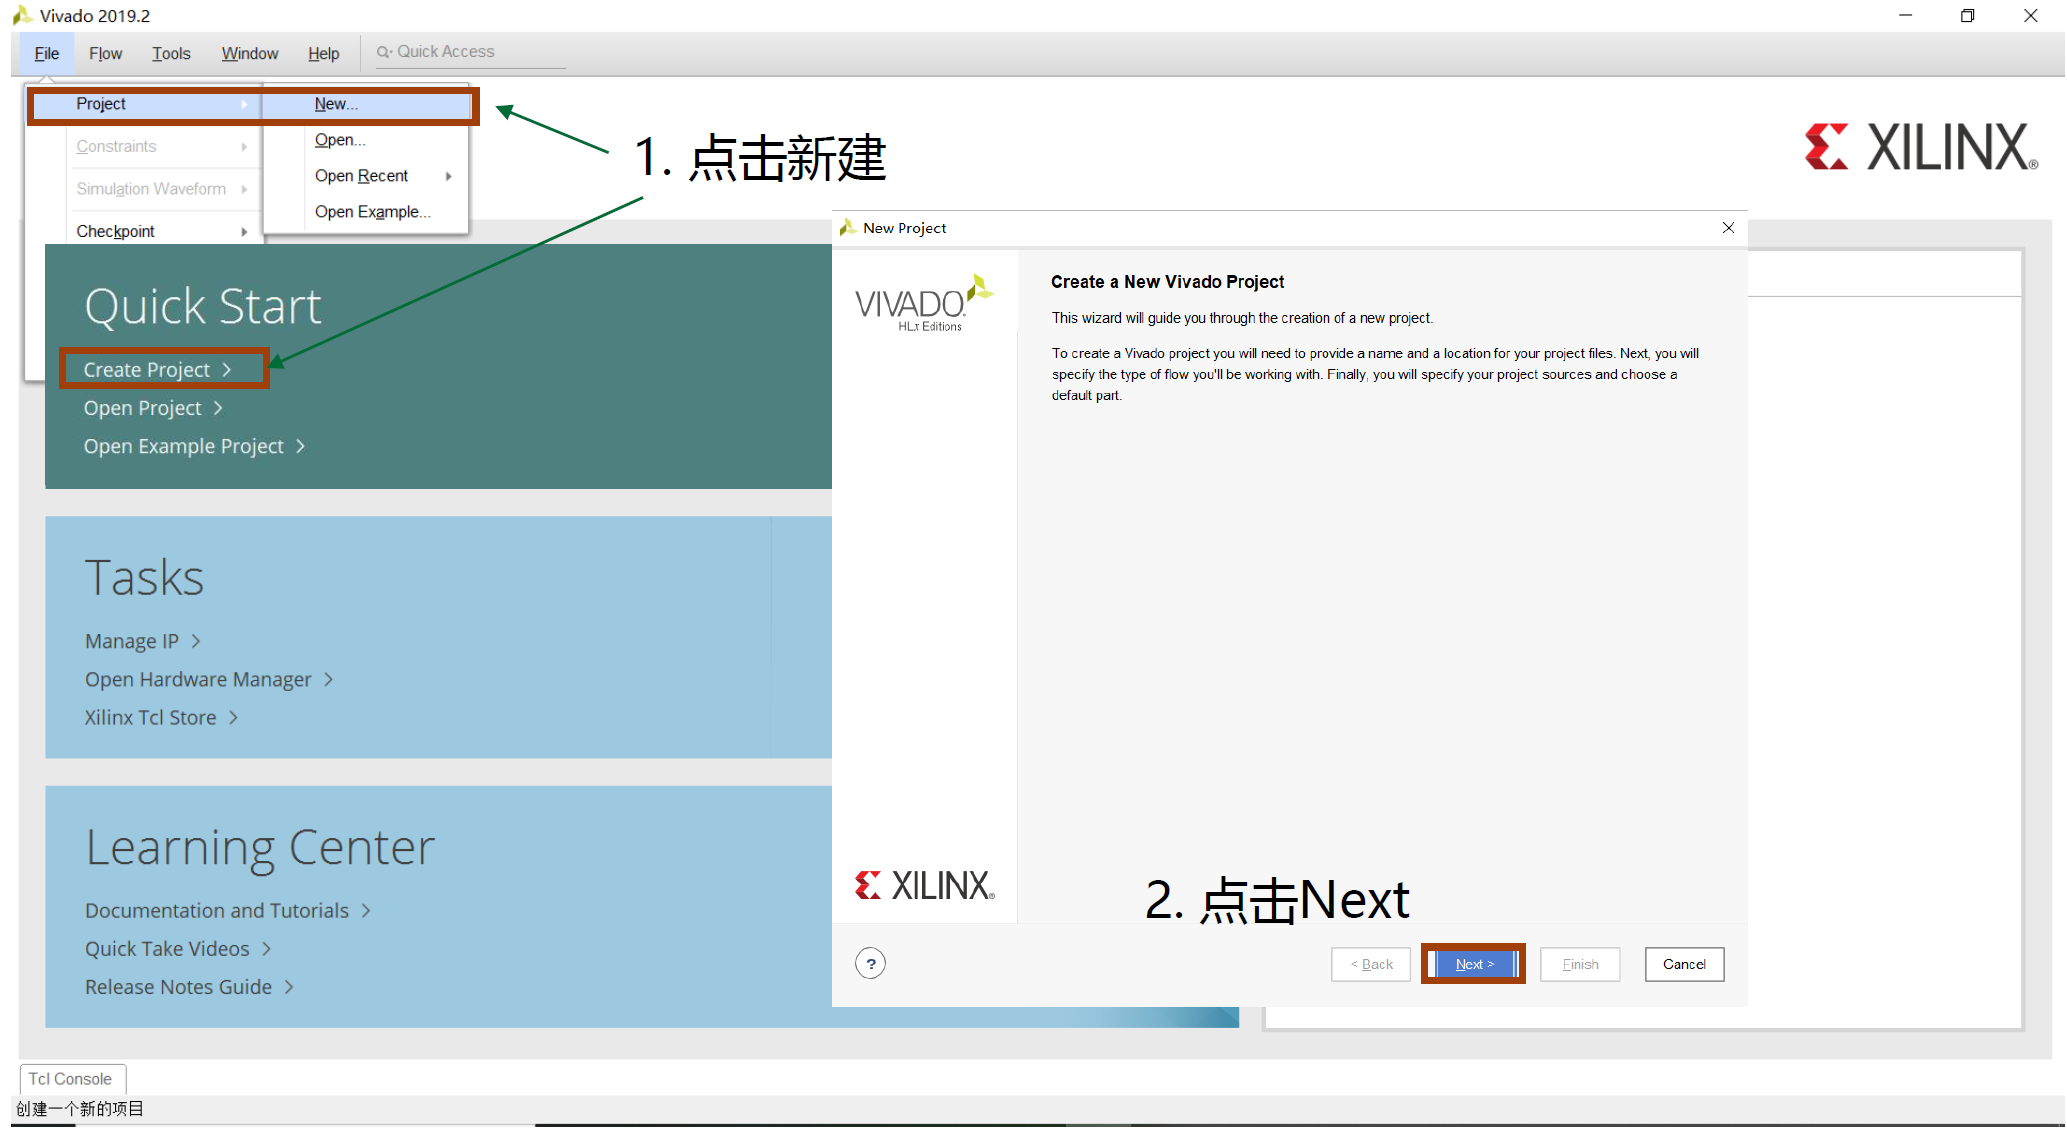 Vivado 2019.2
File Flow Tools Window Help Quick Access
Project New...
Constraints Open...
Simulation Waveform Open Recent
Checkpoint Open Example...
1. 点击新建
XILINX®
Quick Start
Create Project >
Open Project >
Open Example Project >
Tasks
Manage IP >
Open Hardware Manager >
Xilinx Tcl Store >
Learning Center
Documentation and Tutorials >
Quick Take Videos >
Release Notes Guide >
New Project
VIVADO®
HLx Editions
Create a New Vivado Project
This wizard will guide you through the creation of a new project.
To create a Vivado project you will need to provide a name and a location for your project files. Next, you will
specify the type of flow you'll be working with. Finally, you will specify your project sources and choose a
default part.
XILINX®
2. 点击Next
? < Back Next > Finish Cancel
Tcl Console
创建一个新的项目